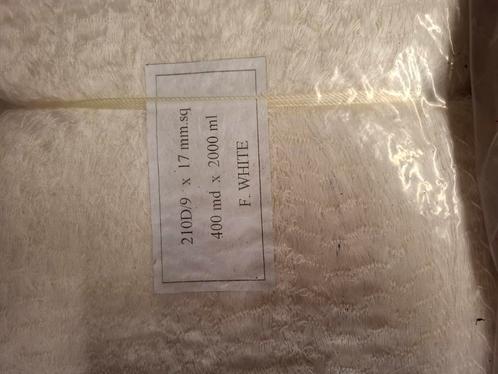 210D/9 x 17 mm.sq
400 md x 2000 ml
F. WHITE